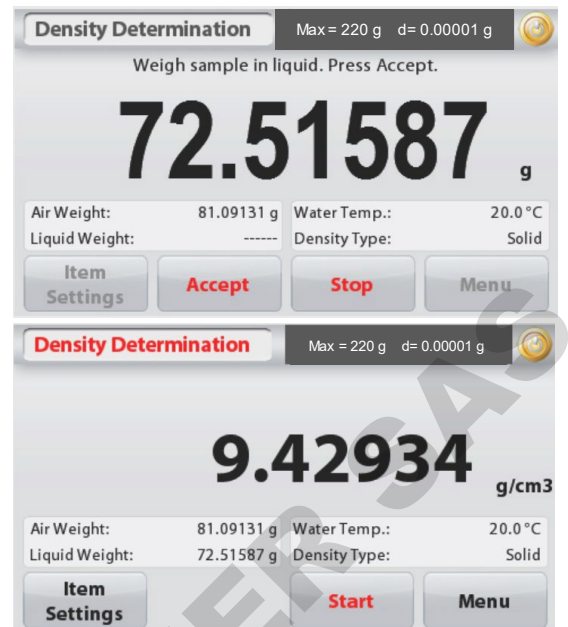 Density Determination Max = 220 g d= 0.00001 g
Weigh sample in liquid. Press Accept.
72.51587 g
Air Weight: 81.09131 g Water Temp.: 20.0°C
Liquid Weight: ------ Density Type: Solid
Item Settings Accept Stop Menu
Density Determination Max = 220 g d= 0.00001 g
9.42934 g/cm3
Air Weight: 81.09131 g Water Temp.: 20.0°C
Liquid Weight: 72.51587 g Density Type: Solid
Item Settings Start Menu
ER SAS